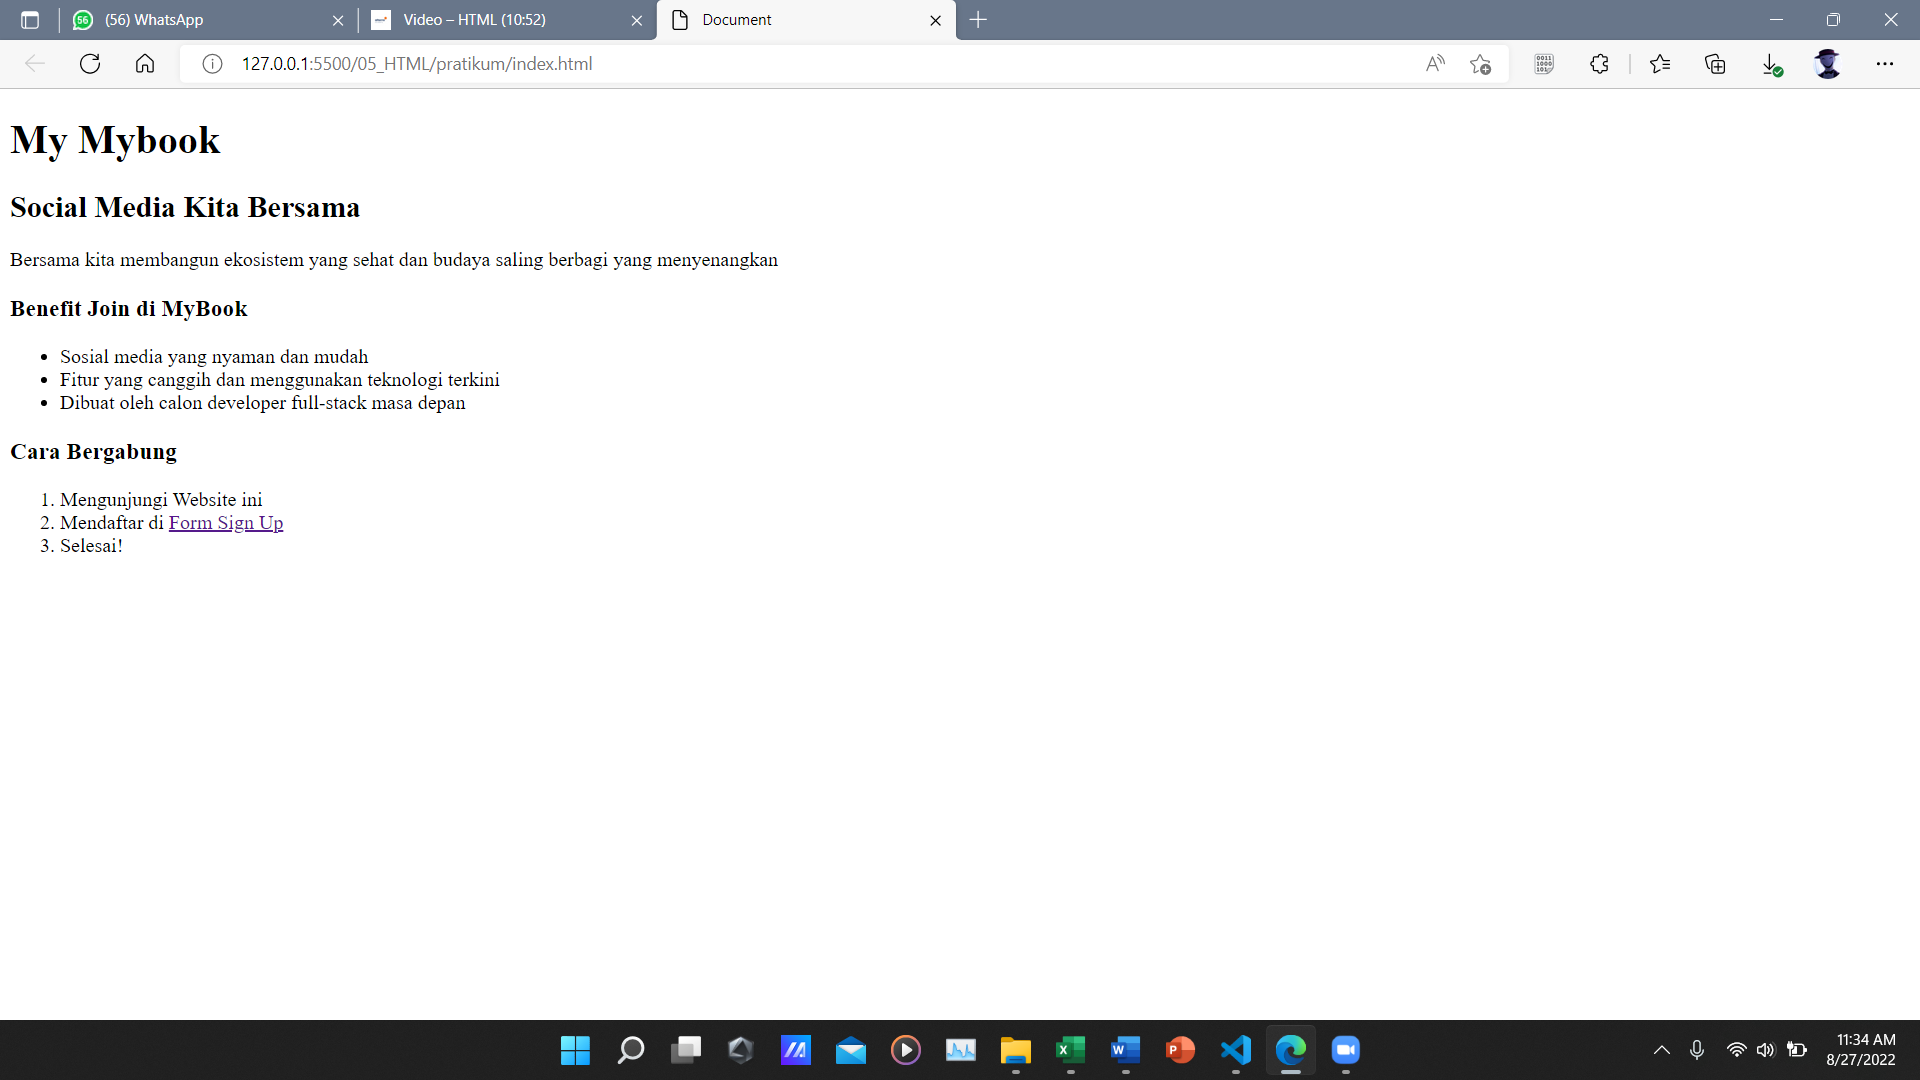 56
(56) WhatsApp
Video – HTML (10:52)
Document
127.0.0.1:5500/05_HTML/pratikum/index.html
My Mybook
Social Media Kita Bersama
Bersama kita membangun ekosistem yang sehat dan budaya saling berbagi yang menyenangkan
Benefit Join di MyBook
• Sosial media yang nyaman dan mudah
• Fitur yang canggih dan menggunakan teknologi terkini
• Dibuat oleh calon developer full-stack masa depan
Cara Bergabung
1. Mengunjungi Website ini
2. Mendaftar di Form Sign Up
3. Selesai!
11:34 AM
8/27/2022